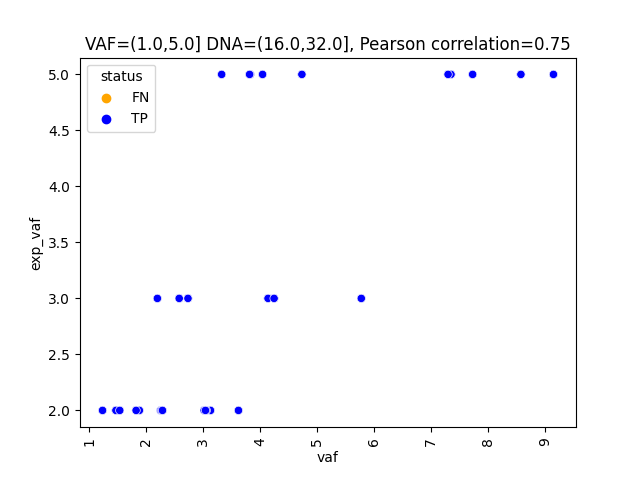 VAF=(1.0,5.0] DNA=(16.0,32.0], Pearson correlation=0.75
status
FN
TP
exp_vaf
5.0
4.5
4.0
3.5
3.0
2.5
2.0
1 2 3 4 5 6 7 8 9
vaf